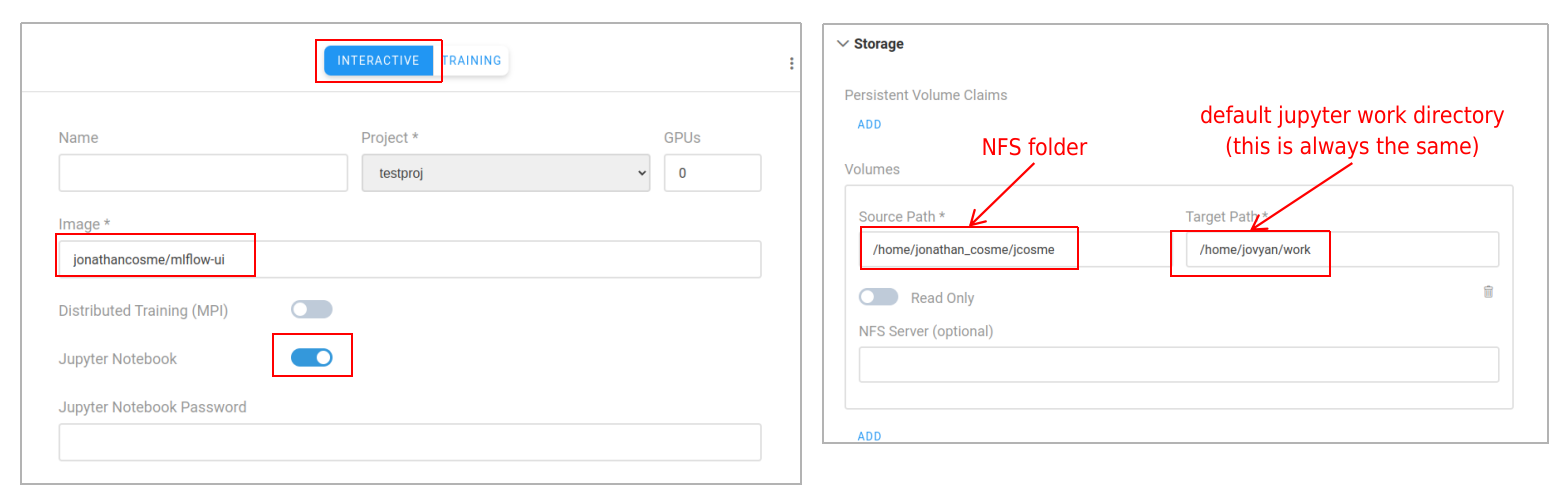 INTERACTIVE TRAINING
Name
Project *
GPUs
testproj
0
Image *
jonathancosme/mlflow-ui
Distributed Training (MPI)
Jupyter Notebook
Jupyter Notebook Password
Storage
Persistent Volume Claims
ADD
default jupyter work directory
(this is always the same)
NFS folder
Volumes
Source Path *
Target Path *
/home/jonathan_cosme/jcosme
/home/jovyan/work
Read Only
NFS Server (optional)
ADD